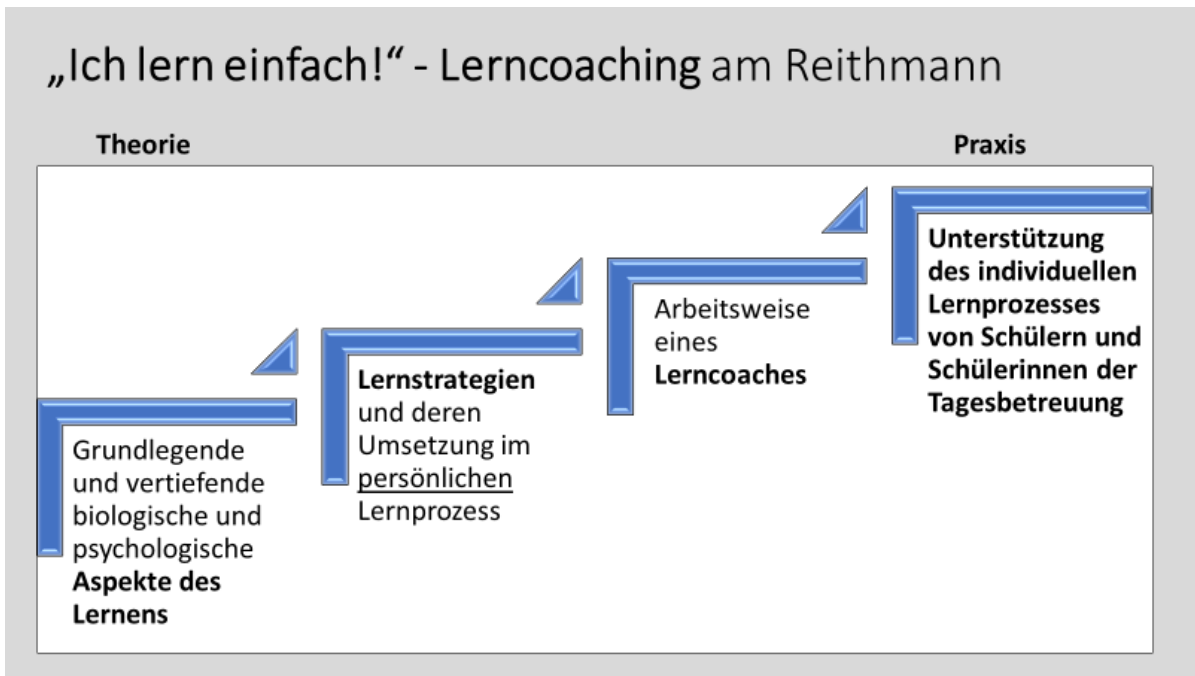 „Ich lern einfach!“ - Lerncoaching am Reithmann
Theorie
Praxis
Grundlegende
und vertiefende
biologische und
psychologische
Aspekte des
Lernens
Lernstrategien
und deren
Umsetzung im
persönlichen
Lernprozess
Arbeitsweise
eines
Lerncoaches
Unterstützung
des individuellen
Lernprozesses
von Schülern und
Schülerinnen der
Tagesbetreuung